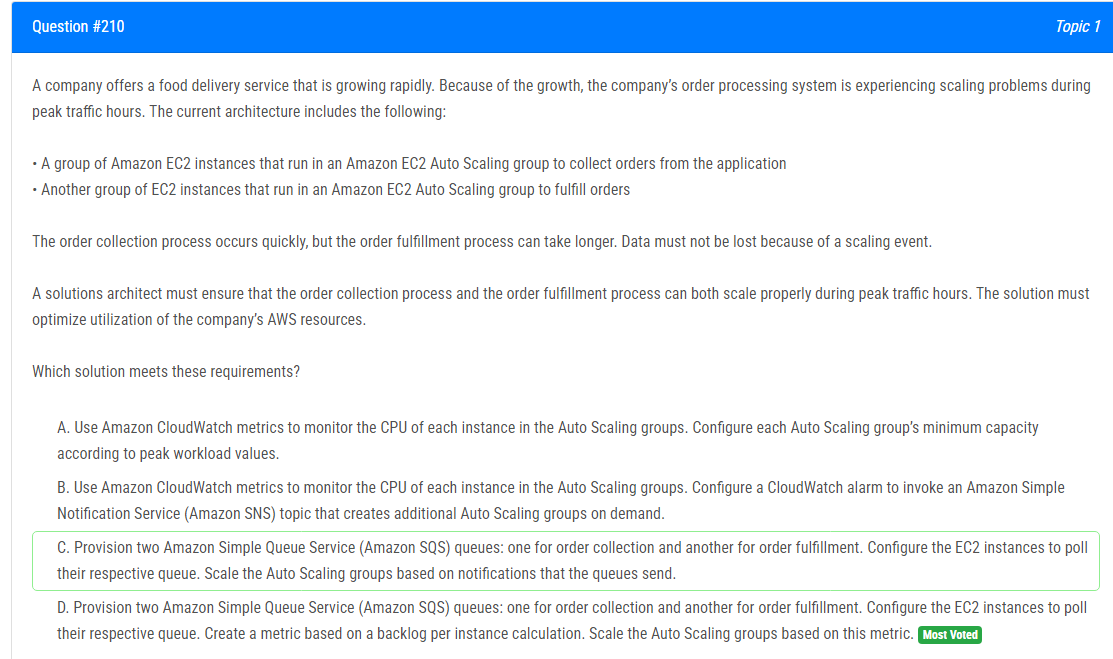 Question #210
Topic 1
A company offers a food delivery service that is growing rapidly. Because of the growth, the company's order processing system is experiencing scaling problems during
peak traffic hours. The current architecture includes the following:
• A group of Amazon EC2 instances that run in an Amazon EC2 Auto Scaling group to collect orders from the application
• Another group of EC2 instances that run in an Amazon EC2 Auto Scaling group to fulfill orders
The order collection process occurs quickly, but the order fulfillment process can take longer. Data must not be lost because of a scaling event.
A solutions architect must ensure that the order collection process and the order fulfillment process can both scale properly during peak traffic hours. The solution must
optimize utilization of the company's AWS resources.
Which solution meets these requirements?
A. Use Amazon CloudWatch metrics to monitor the CPU of each instance in the Auto Scaling groups. Configure each Auto Scaling group's minimum capacity
according to peak workload values.
B. Use Amazon CloudWatch metrics to monitor the CPU of each instance in the Auto Scaling groups. Configure a CloudWatch alarm to invoke an Amazon Simple
Notification Service (Amazon SNS) topic that creates additional Auto Scaling groups on demand.
C. Provision two Amazon Simple Queue Service (Amazon SQS) queues: one for order collection and another for order fulfillment. Configure the EC2 instances to poll
their respective queue. Scale the Auto Scaling groups based on notifications that the queues send.
D. Provision two Amazon Simple Queue Service (Amazon SQS) queues: one for order collection and another for order fulfillment. Configure the EC2 instances to poll
their respective queue. Create a metric based on a backlog per instance calculation. Scale the Auto Scaling groups based on this metric. Most Voted